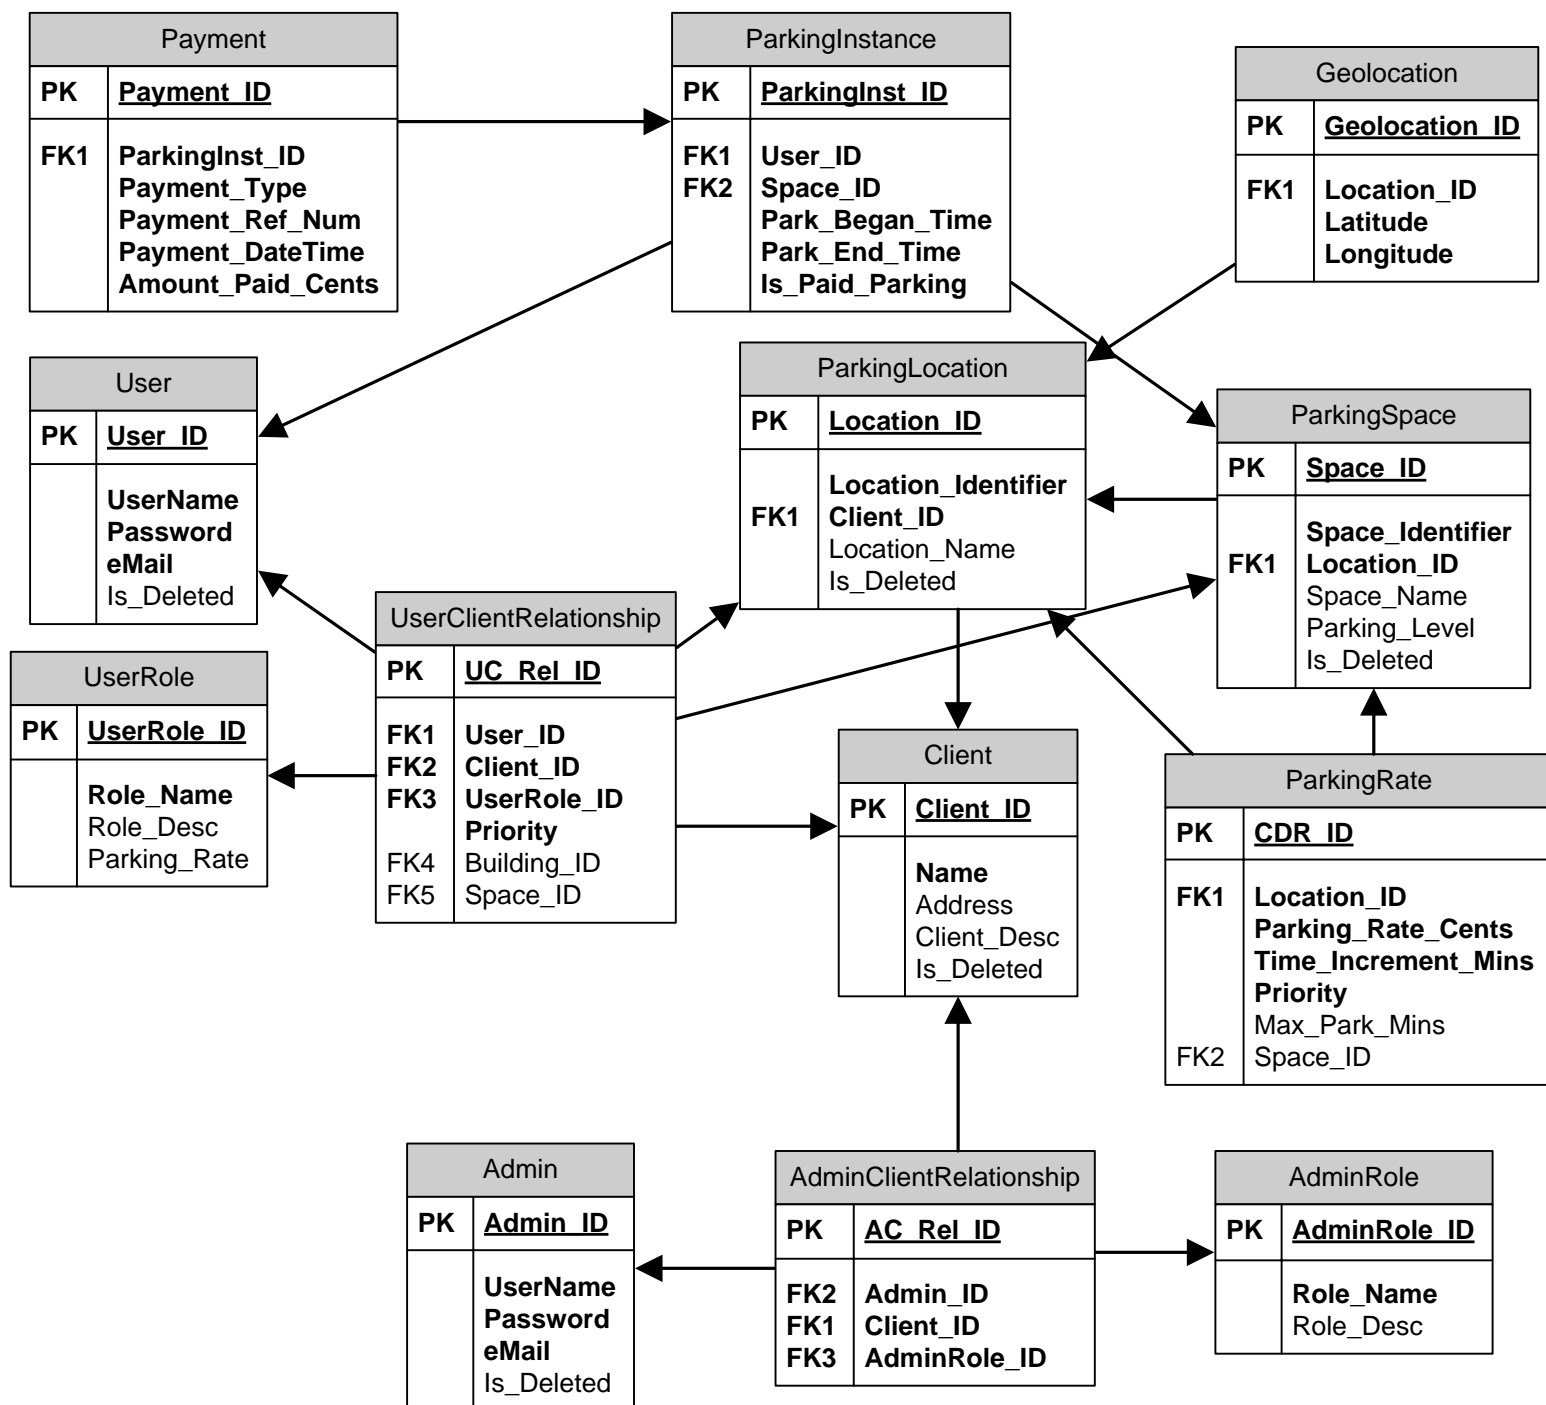 Payment
PK Payment_ID
FK1 ParkingInst_ID
Payment_Type
Payment_Ref_Num
Payment_DateTime
Amount_Paid_Cents
ParkingInstance
PK ParkingInst_ID
FK1 User_ID
FK2 Space_ID
Park_Began_Time
Park_End_Time
Is_Paid_Parking
Geolocation
PK Geolocation_ID
FK1 Location_ID
Latitude
Longitude
User
PK User_ID
UserName
Password
eMail
Is_Deleted
ParkingLocation
PK Location_ID
Location_Identifier
FK1 Client_ID
Location_Name
Is_Deleted
ParkingSpace
PK Space_ID
Space_Identifier
FK1 Location_ID
Space_Name
Parking_Level
Is_Deleted
UserRole
PK UserRole_ID
Role_Name
Role_Desc
Parking_Rate
UserClientRelationship
PK UC_Rel_ID
FK1 User_ID
FK2 Client_ID
FK3 UserRole_ID
Priority
FK4 Building_ID
FK5 Space_ID
Client
PK Client_ID
Name
Address
Client_Desc
Is_Deleted
ParkingRate
PK CDR_ID
FK1 Location_ID
Parking_Rate_Cents
Time_Increment_Mins
Priority
Max_Park_Mins
FK2 Space_ID
Admin
PK Admin_ID
UserName
Password
eMail
Is_Deleted
AdminClientRelationship
PK AC_Rel_ID
FK2 Admin_ID
FK1 Client_ID
FK3 AdminRole_ID
AdminRole
PK AdminRole_ID
Role_Name
Role_Desc